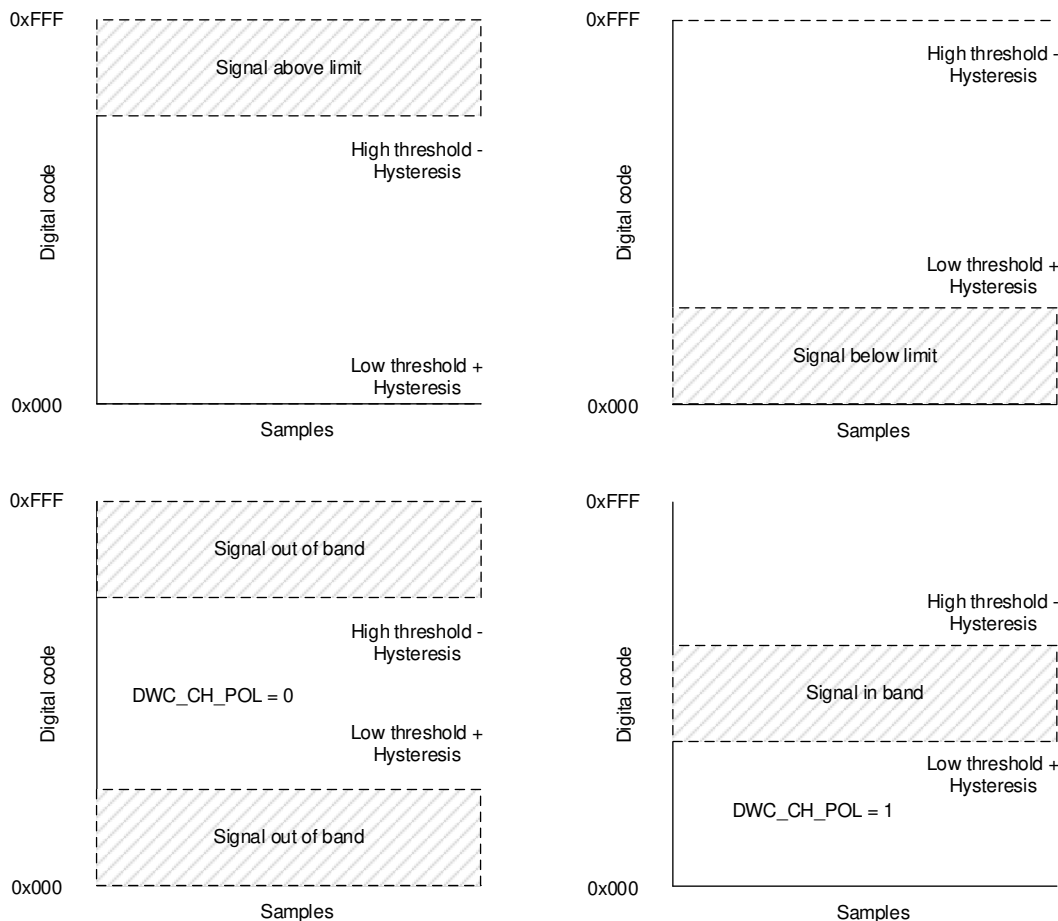 0xFFF
Signal above limit
High threshold -
Hysteresis
Digital code
Low threshold +
Hysteresis
0x000
Samples
High threshold -
Hysteresis
Digital code
Low threshold +
Hysteresis
Signal below limit
0x000
Samples
0xFFF
Signal out of band
High threshold -
Hysteresis
Digital code
DWC_CH_POL = 0
Low threshold +
Hysteresis
Signal out of band
0x000
Samples
0xFFF
High threshold -
Hysteresis
Signal in band
Digital code
Low threshold +
Hysteresis
DWC_CH_POL = 1
0x000
Samples